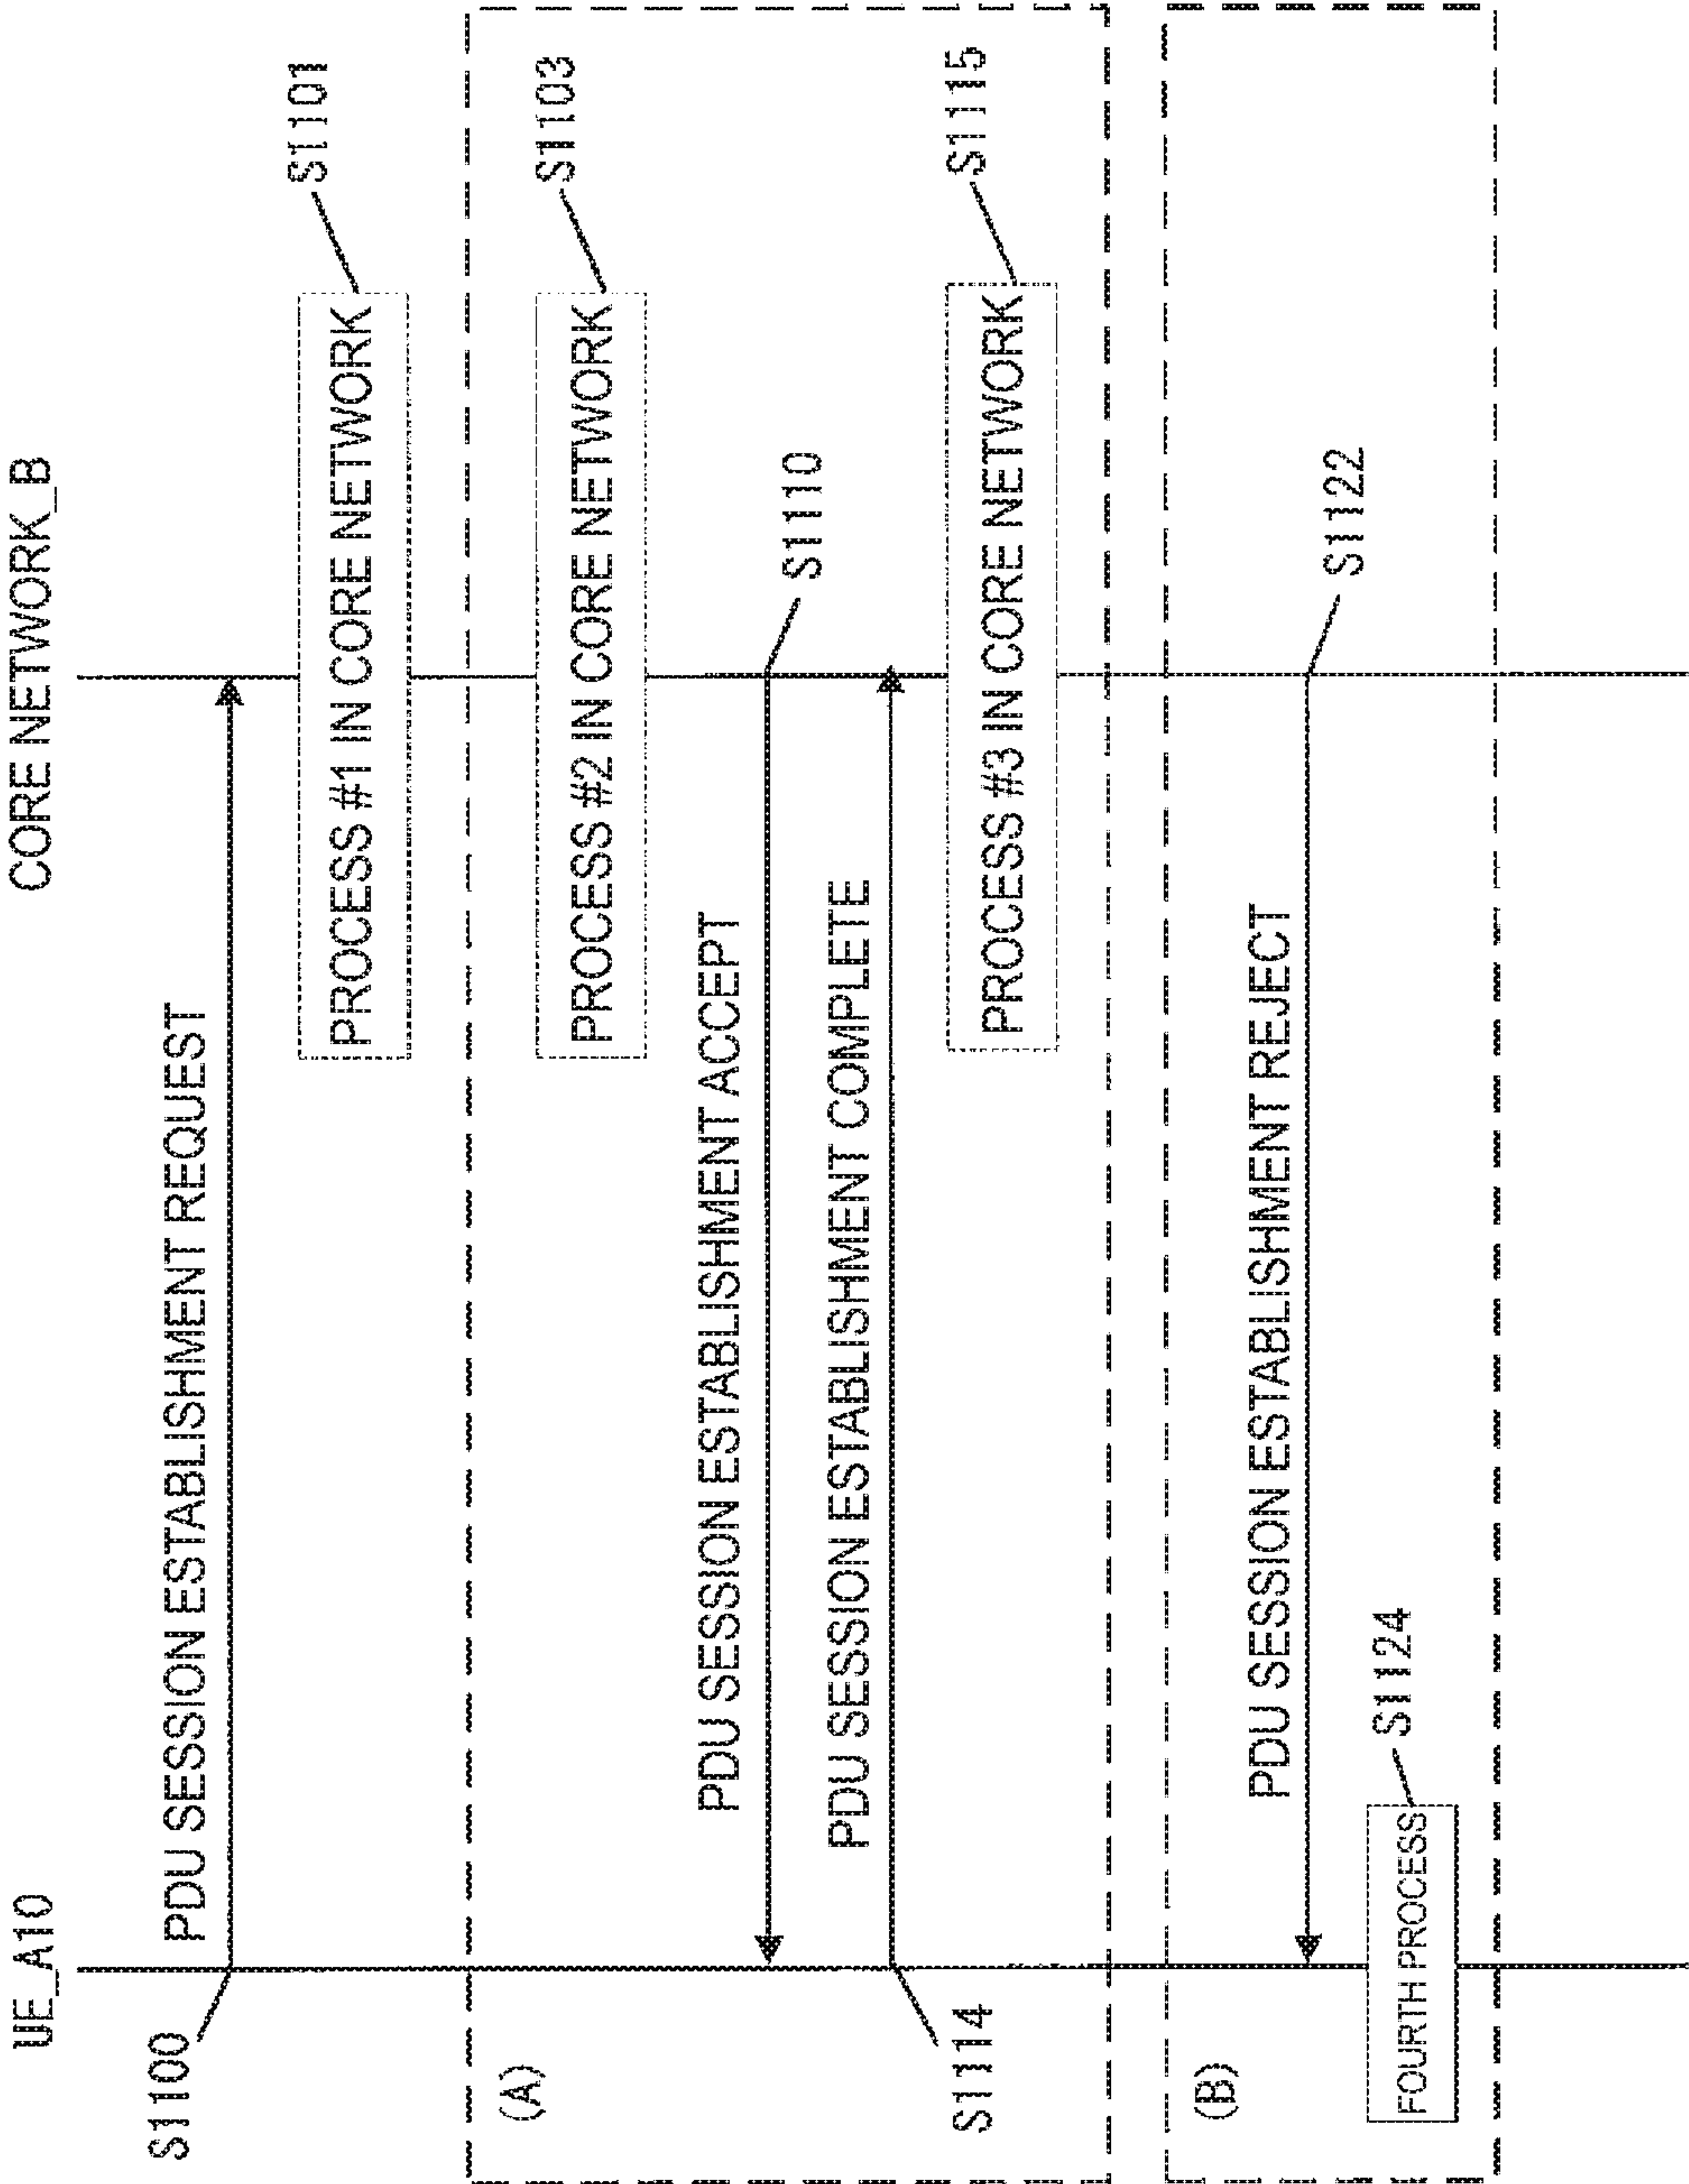 UE_A10
CORE NETWORK_B
S1100
PDU SESSION ESTABLISHMENT REQUEST
PROCESS #1 IN CORE NETWORK
S1101
(A)
PROCESS #2 IN CORE NETWORK
S1103
PDU SESSION ESTABLISHMENT ACCEPT
S1110
PDU SESSION ESTABLISHMENT COMPLETE
S1114
PROCESS #3 IN CORE NETWORK
S1115
(B)
PDU SESSION ESTABLISHMENT REJECT
S1122
FOURTH PROCESS
S1124